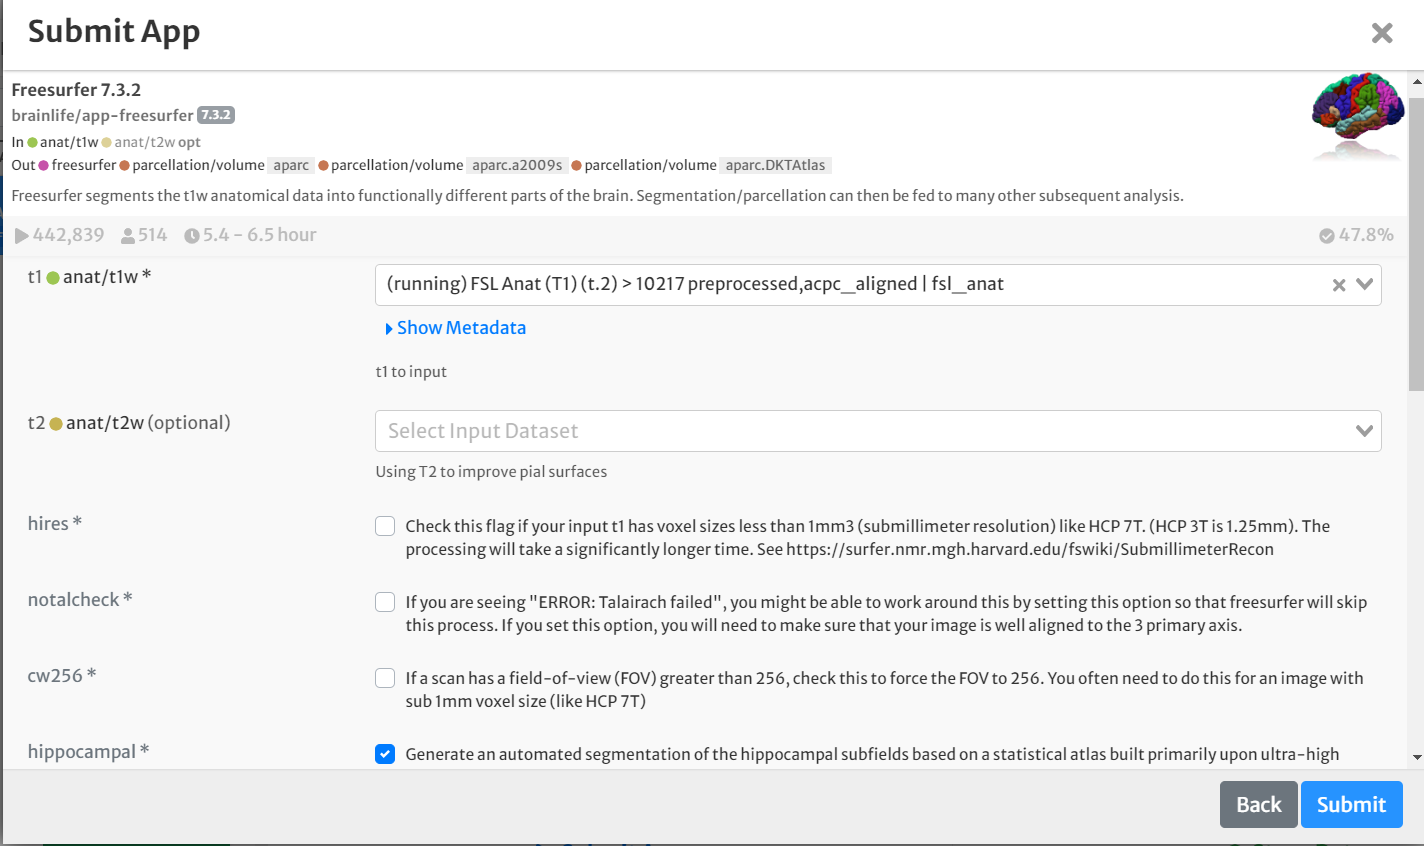 Submit App
Freesurfer 7.3.2
brainlife/app-freesurfer 7.3.2
In anat/t1w anat/t2w opt
Out freesurfer parcellation/volume aparc parcellation/volume aparc.a2009s parcellation/volume aparc.DKTAtlas
Freesurfer segments the t1w anatomical data into functionally different parts of the brain. Segmentation/parcellation can then be fed to many other subsequent analysis.
442,839 514 5.4 - 6.5 hour 47.8%
t1 anat/t1w * (running) FSL Anat (T1) (t.2) > 10217 preprocessed,acpc_aligned | fsl_anat
Show Metadata
t1 to input
t2 anat/t2w (optional) Select Input Dataset
Using T2 to improve pial surfaces
hires * Check this flag if your input t1 has voxel sizes less than 1mm3 (submillimeter resolution) like HCP 7T. (HCP 3T is 1.25mm). The
processing will take a significantly longer time. See https://surfer.nmr.mgh.harvard.edu/fswiki/SubmillimeterRecon
notalcheck * If you are seeing "ERROR: Talairach failed", you might be able to work around this by setting this option so that freesurfer will skip
this process. If you set this option, you will need to make sure that your image is well aligned to the 3 primary axis.
cw256 * If a scan has a field-of-view (FOV) greater than 256, check this to force the FOV to 256. You often need to do this for an image with
sub 1mm voxel size (like HCP 7T)
hippocampal * Generate an automated segmentation of the hippocampal subfields based on a statistical atlas built primarily upon ultra-high
Back Submit